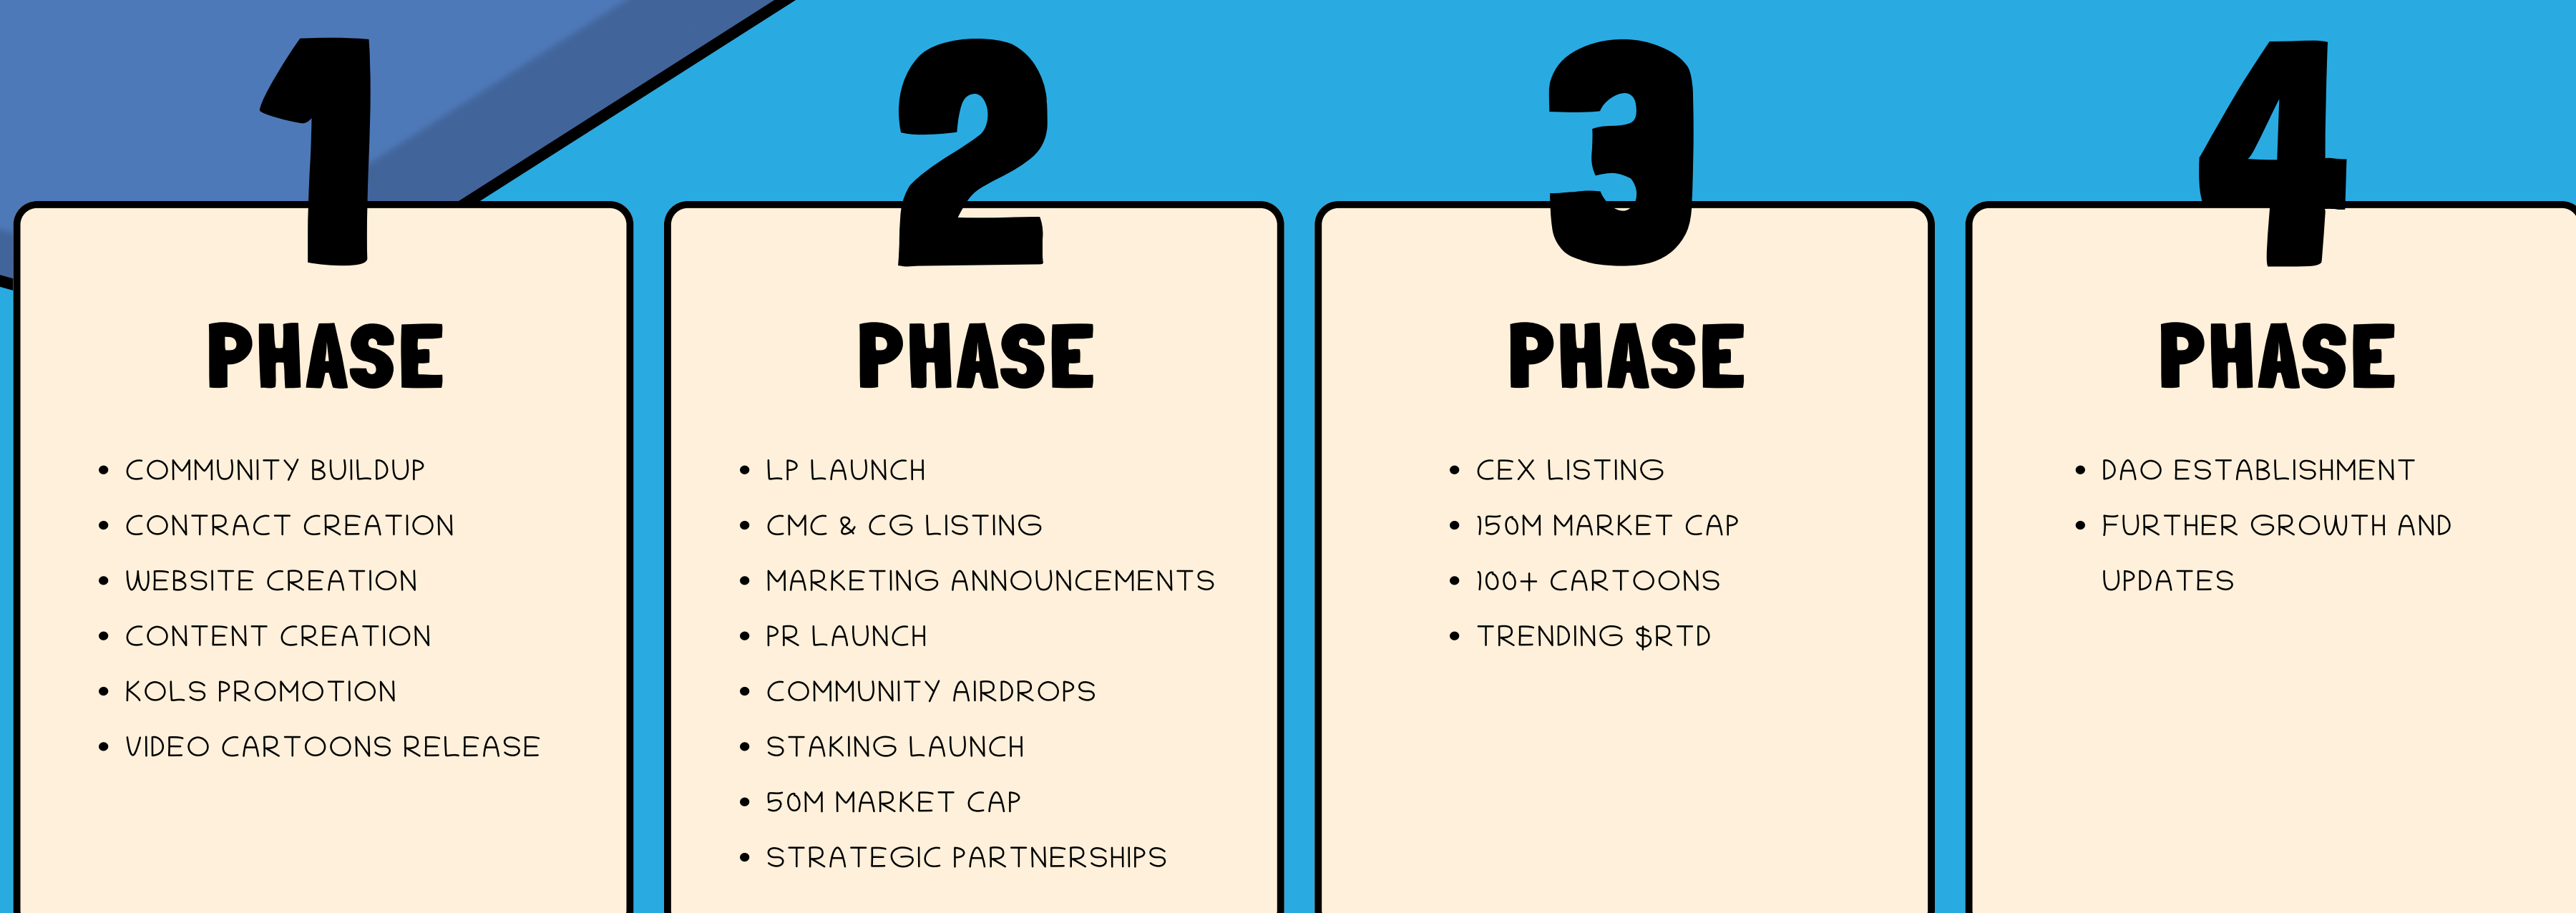 1
PHASE
• COMMUNITY BUILDUP
• CONTRACT CREATION
• WEBSITE CREATION
• CONTENT CREATION
• KOLS PROMOTION
• VIDEO CARTOONS RELEASE
2
PHASE
• LP LAUNCH
• CMC & CG LISTING
• MARKETING ANNOUNCEMENTS
• PR LAUNCH
• COMMUNITY AIRDROPS
• STAKING LAUNCH
• 50M MARKET CAP
• STRATEGIC PARTNERSHIPS
3
PHASE
• CEX LISTING
• 150M MARKET CAP
• 100+ CARTOONS
• TRENDING $RTD
4
PHASE
• DAO ESTABLISHMENT
• FURTHER GROWTH AND
UPDATES